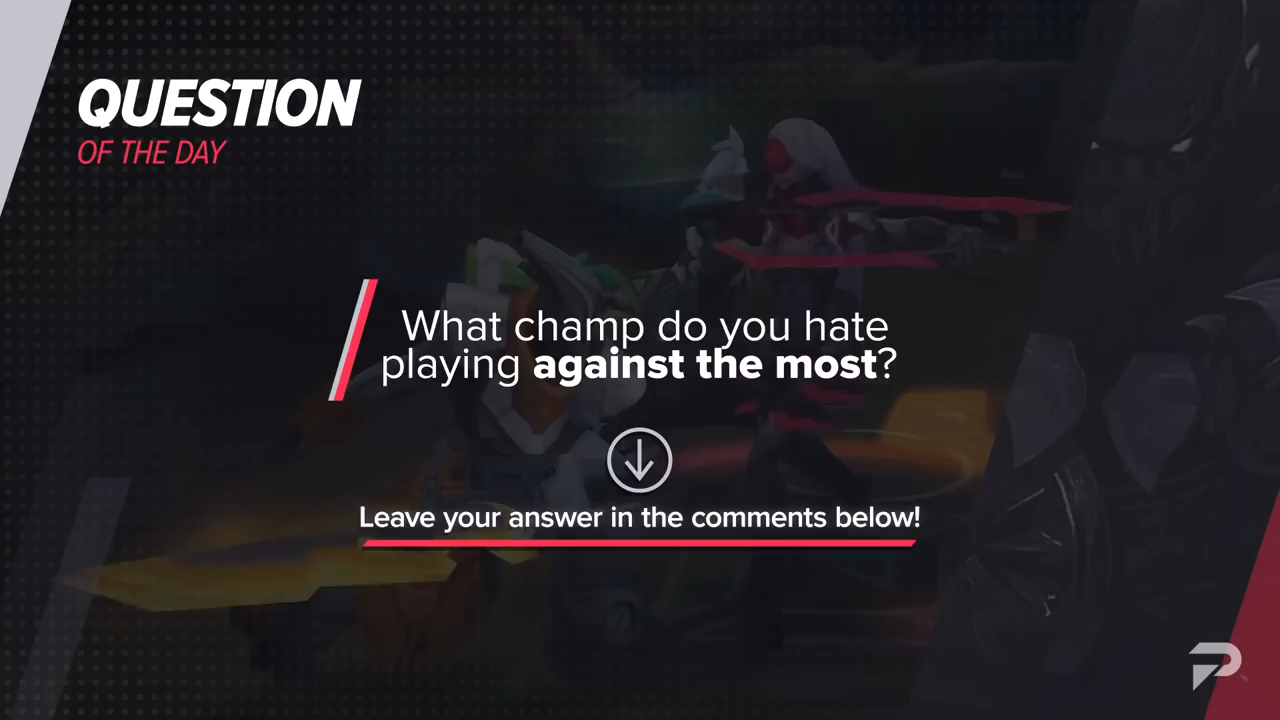 QUESTION
OF THE DAY
What champ do you hate
playing against the most?
Leave your answer in the comments below!